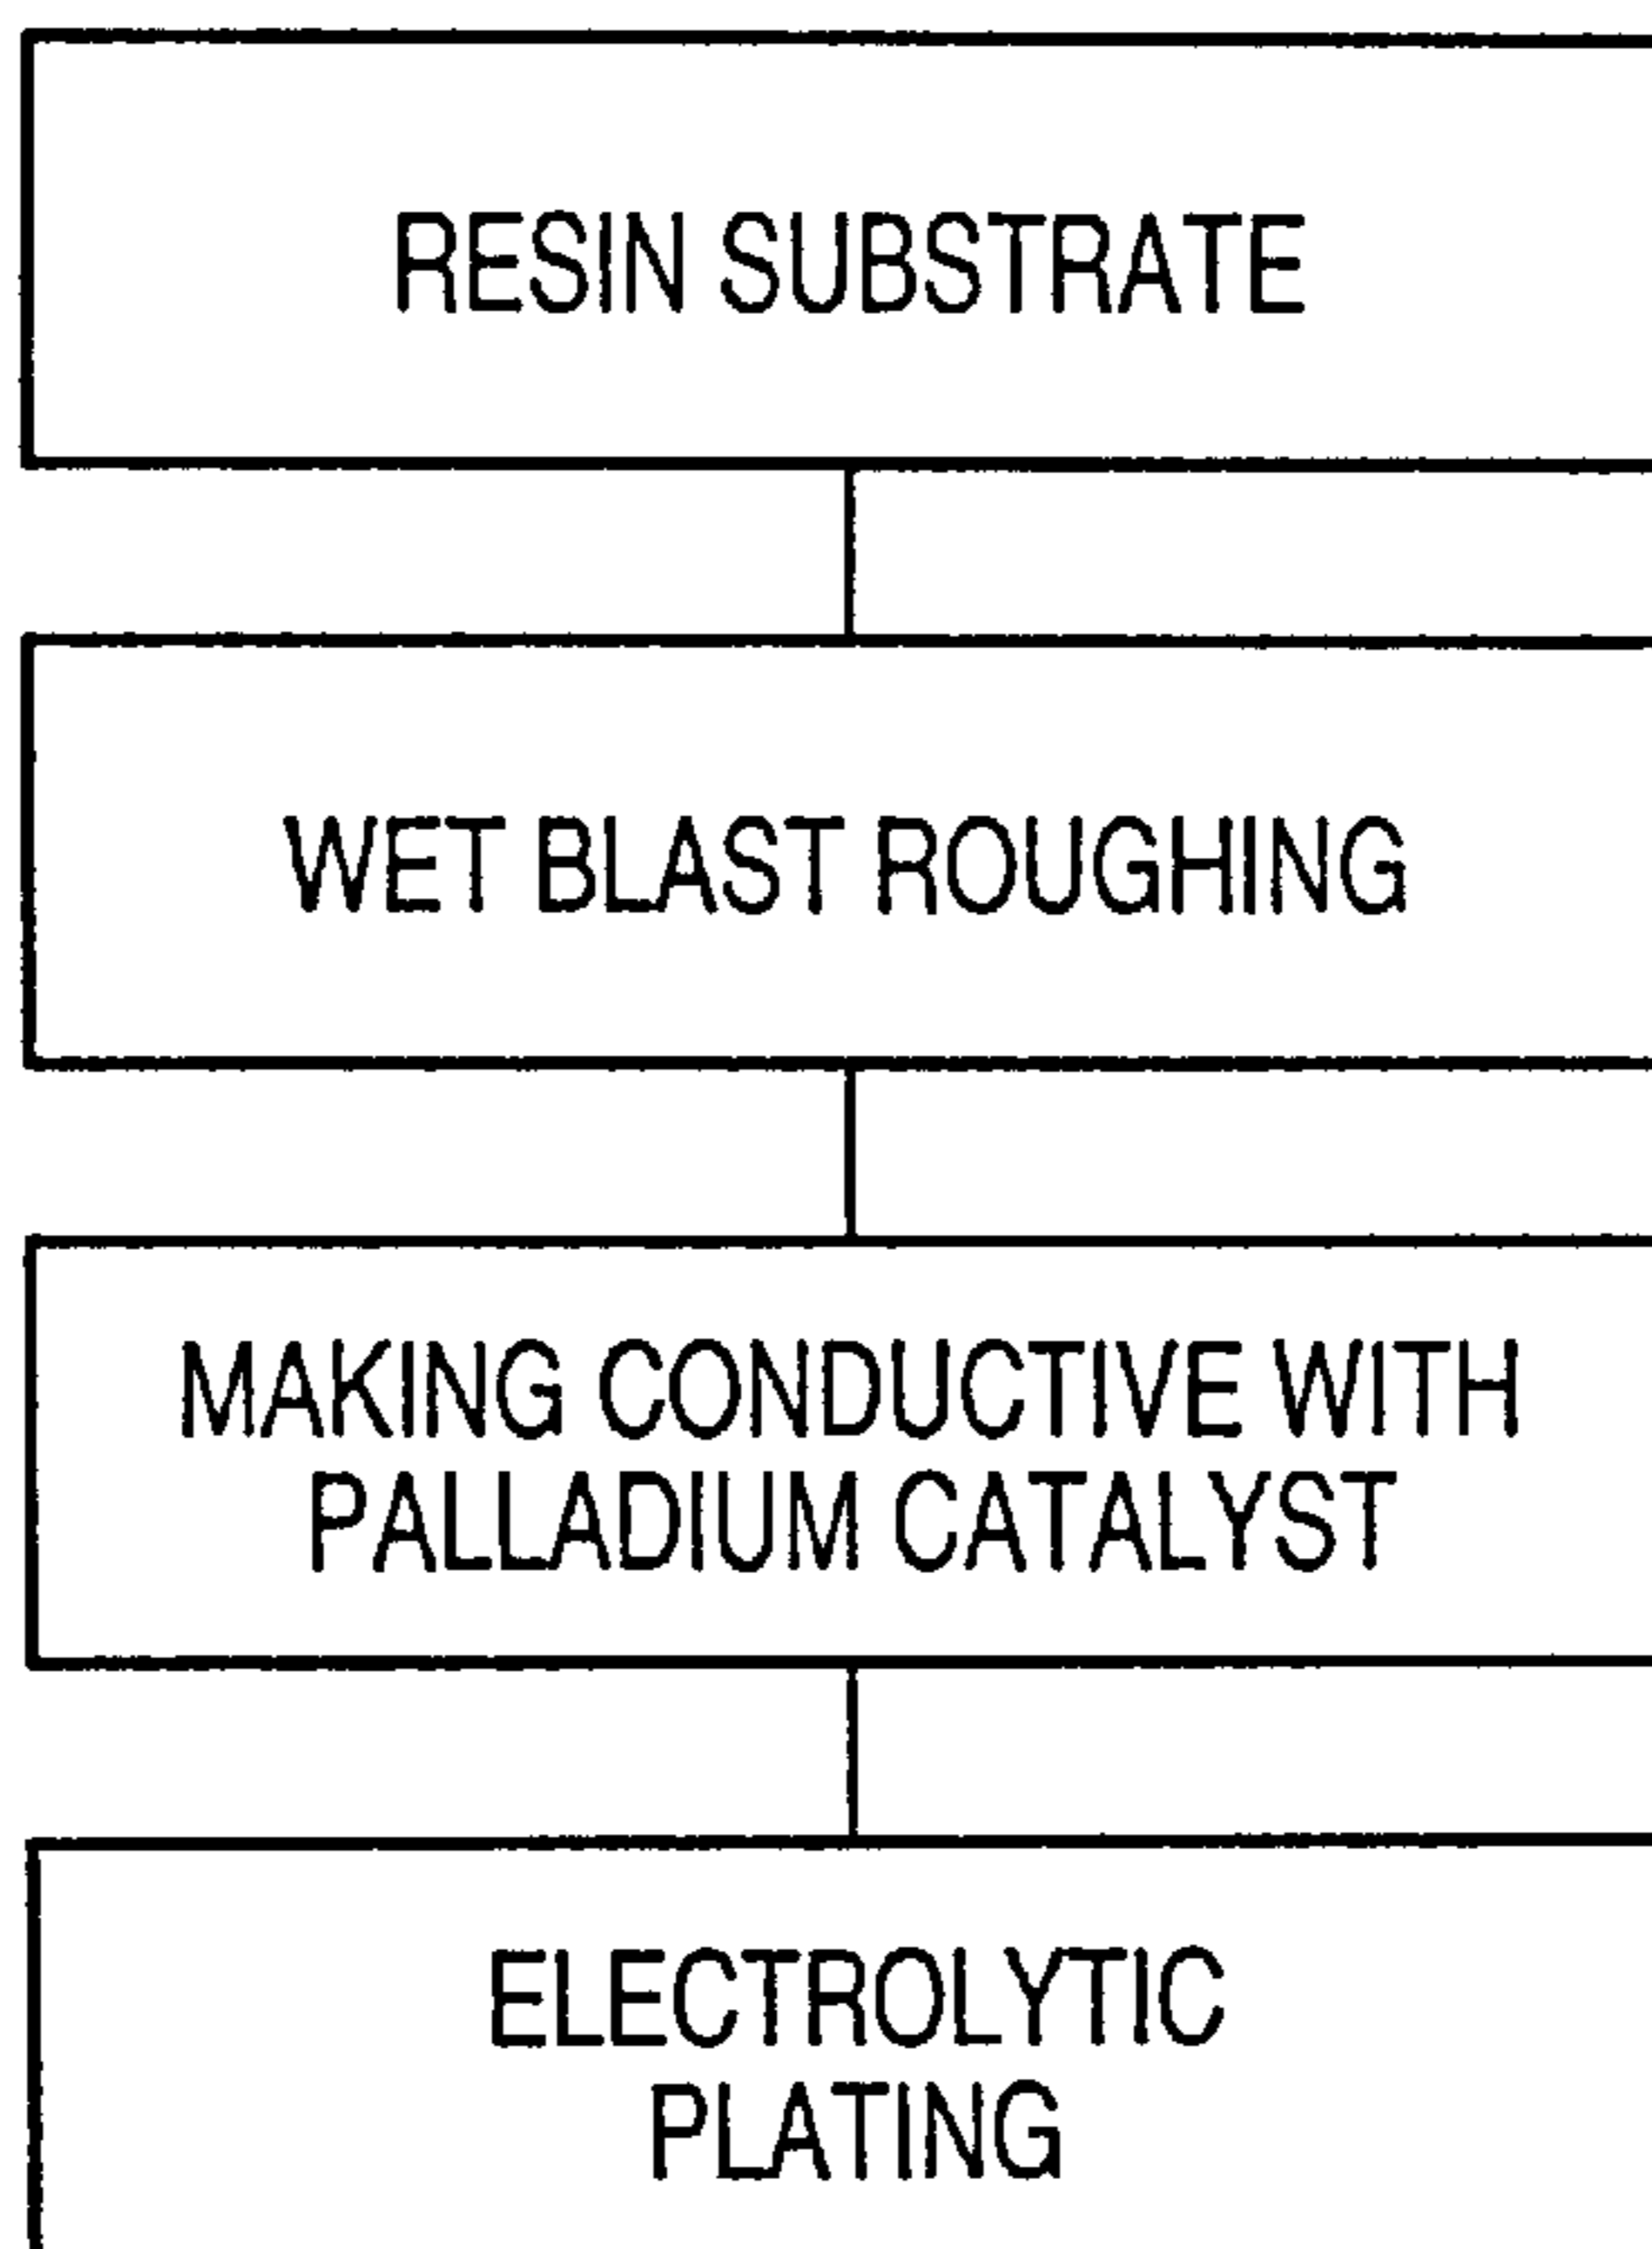 RESIN SUBSTRATE
WET BLAST ROUGHING
MAKING CONDUCTIVE WITH
PALLADIUM CATALYST
ELECTROLYTIC
PLATING